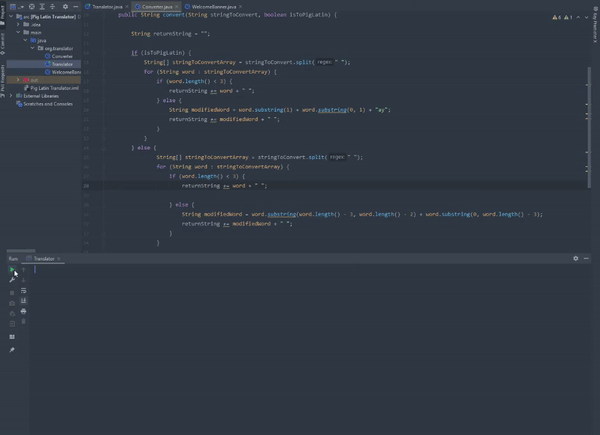 src [Pig Latin Translator]
.idea
main
java
org.translator
Converter
Translator
WelcomeBann
out
Pig Latin Translator.iml
External Libraries
Scratches and Consoles
Project
Commit
Translator.java
Converter.java
WelcomeBanner.java
public String convert(String stringToConvert, boolean isToPigLatin) {
String returnString = "";
if (isToPigLatin) {
String[] stringToConvertArray = stringToConvert.split( regex: " ");
for (String word : stringToConvertArray) {
if (word.length() < 3) {
returnString += word + " ";
} else {
String modifiedWord = word.substring(1) + word.substring(0, 1) + "ay";
returnString += modifiedWord + " ";
}
}
} else {
String[] stringToConvertArray = stringToConvert.split( regex: " ");
for (String word : stringToConvertArray) {
if (word.length() < 3) {
returnString += word + " ";
} else {
String modifiedWord = word.substring(word.length() - 3, word.length() - 2) + word.substring(0, word.length() - 3);
returnString += modifiedWord + " ";
}
}
Run:
Translator